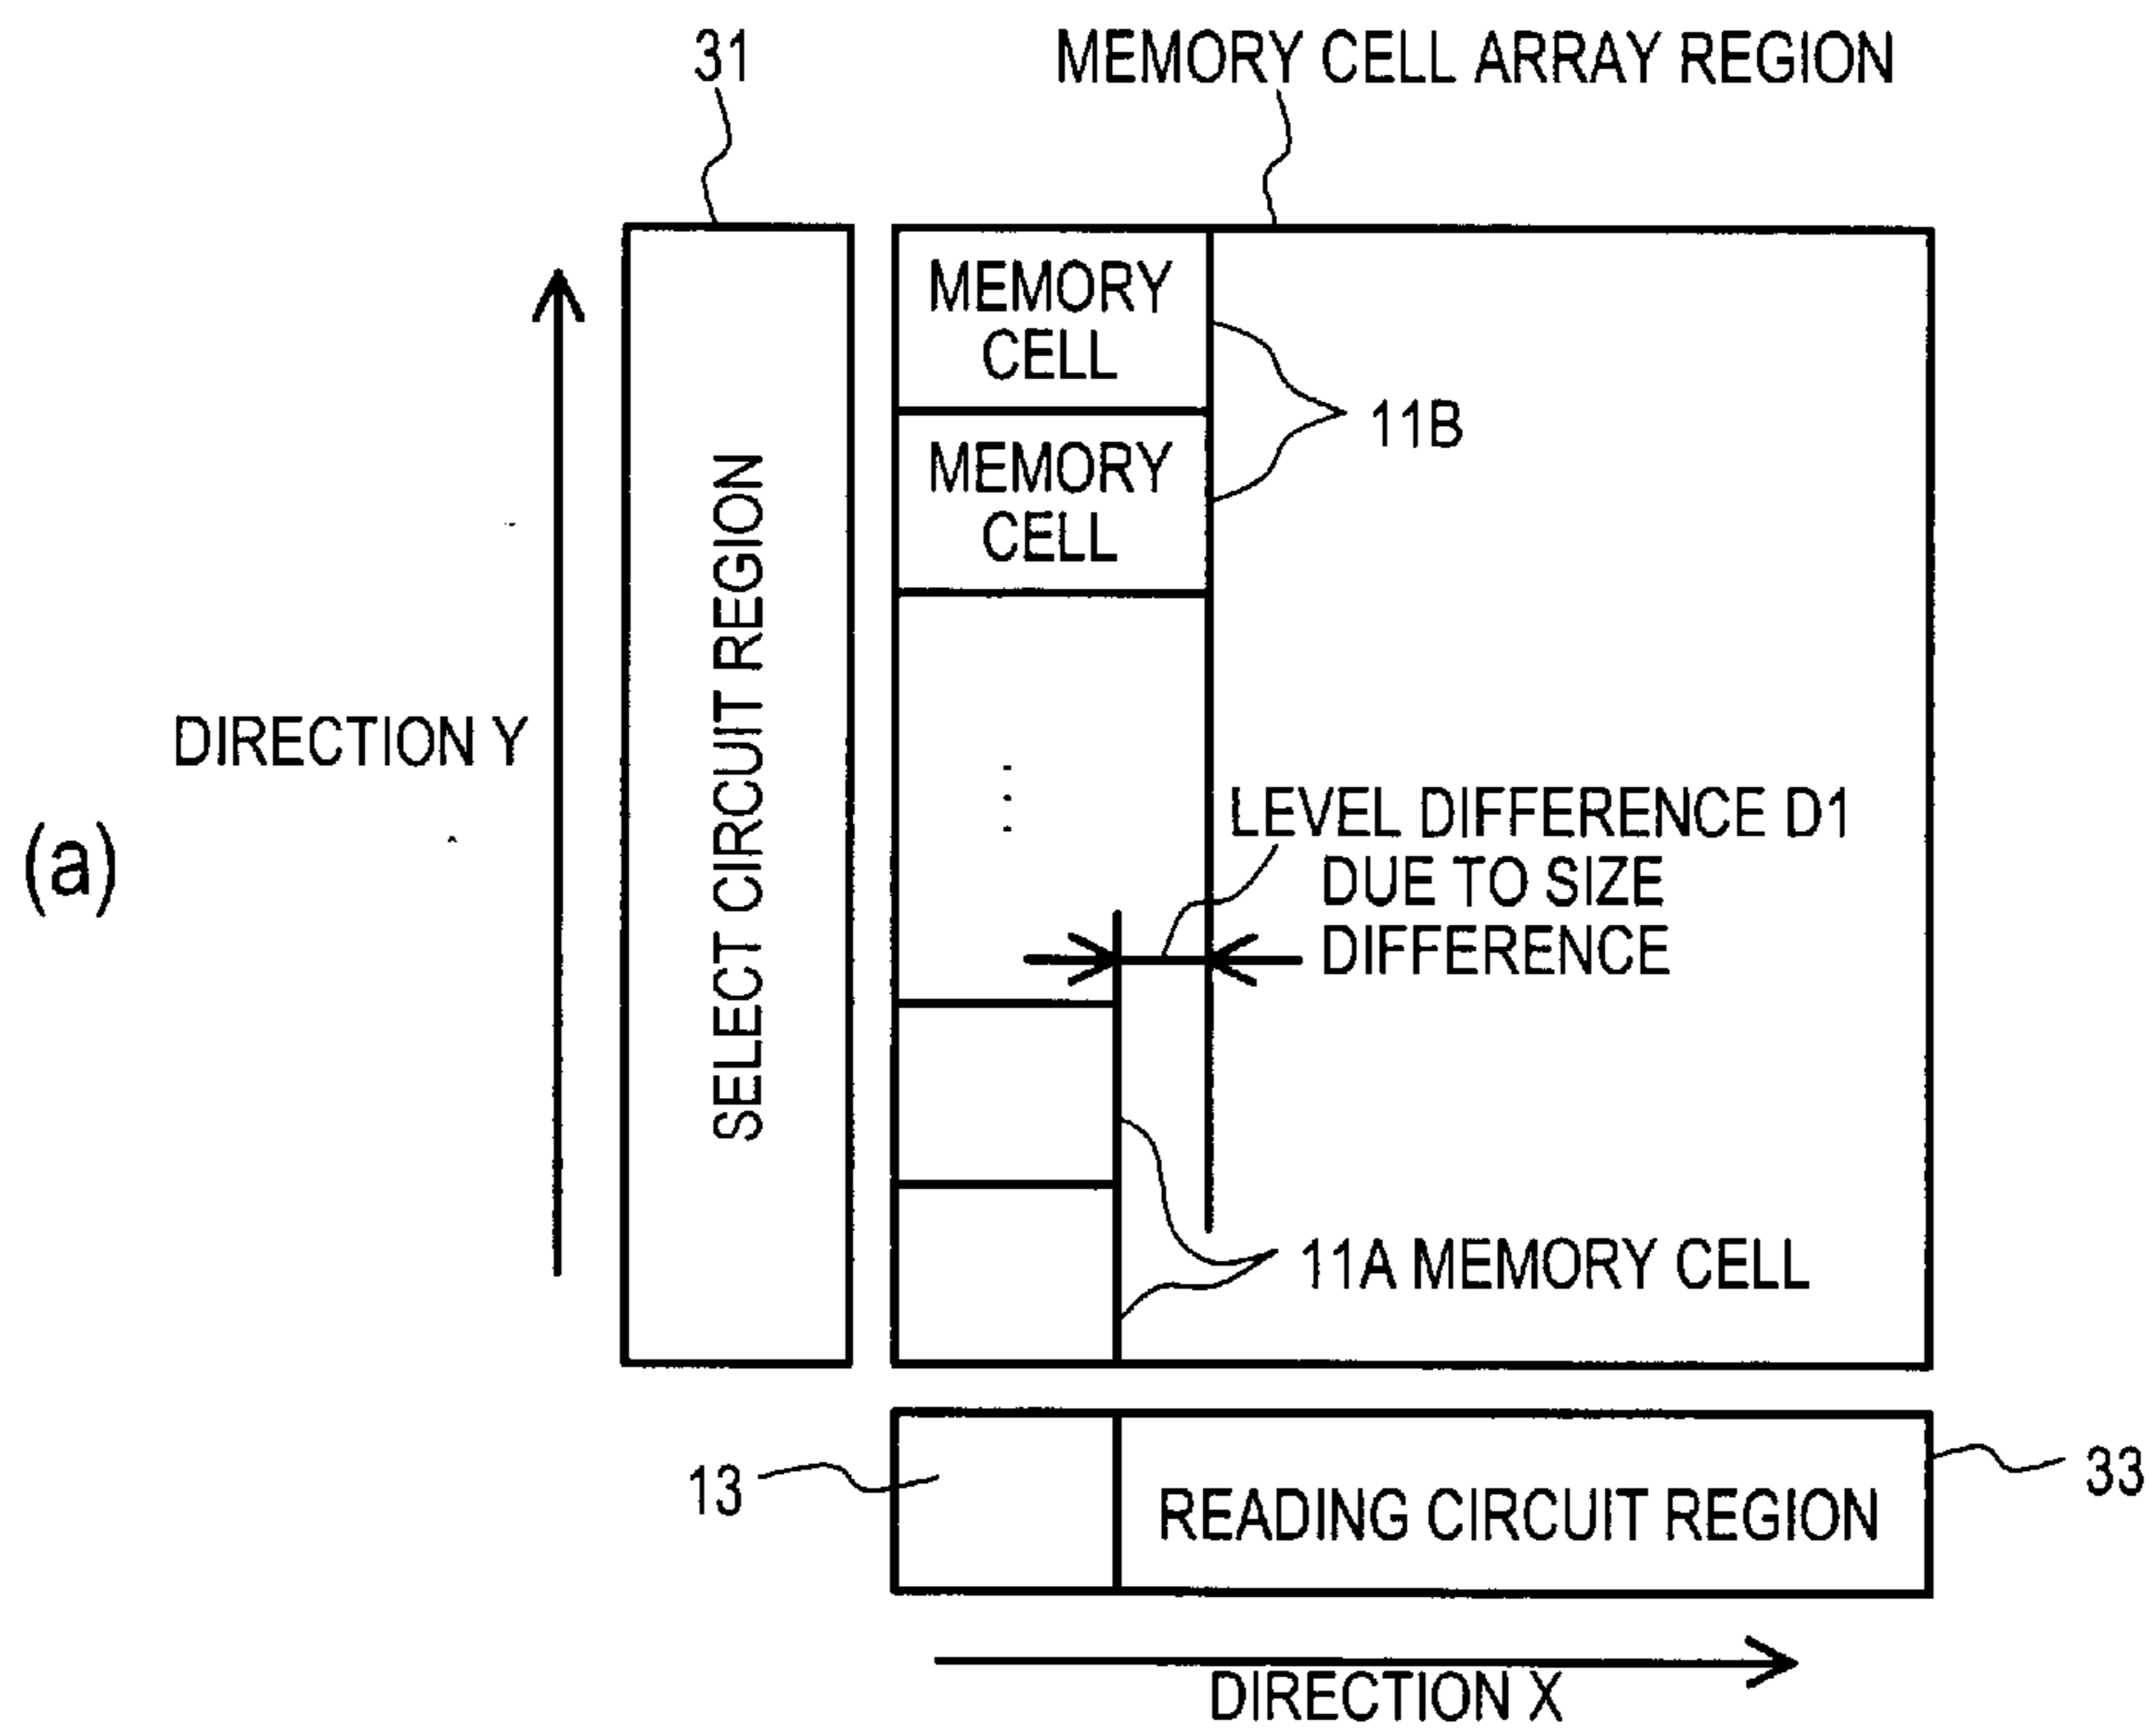 31
MEMORY CELL ARRAY REGION
MEMORY
CELL
11B
MEMORY
CELL
SELECT CIRCUIT REGION
DIRECTION Y
(a)
LEVEL DIFFERENCE D1
DUE TO SIZE
DIFFERENCE
11A MEMORY CELL
13
READING CIRCUIT REGION
33
DIRECTION X